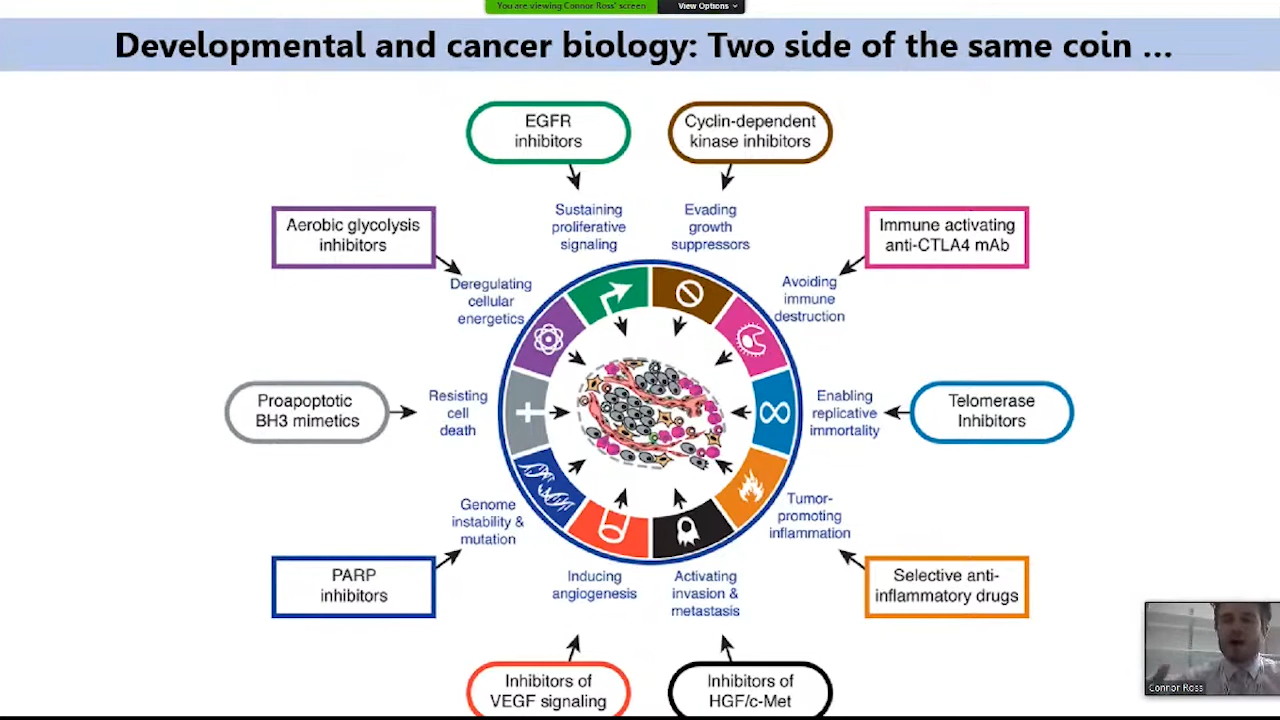 You are viewing Connor Ross' screen
View Options
Developmental and cancer biology: Two side of the same coin ...
EGFR
inhibitors
Cyclin-dependent
kinase inhibitors
Aerobic glycolysis
inhibitors
Sustaining
proliferative
signaling
Evading
growth
suppressors
Immune activating
anti-CTLA4 mAb
Deregulating
cellular
energetics
Avoiding
immune
destruction
Proapoptotic
BH3 mimetics
Resisting
cell
death
Enabling
replicative
immortality
Telomerase
Inhibitors
Genome
instability &
mutation
Tumor-
promoting
inflammation
PARP
inhibitors
Inducing
angiogenesis
Activating
invasion &
metastasis
Selective anti-
inflammatory drugs
Inhibitors of
VEGF signaling
Inhibitors of
HGF/c-Met
Connor Ross